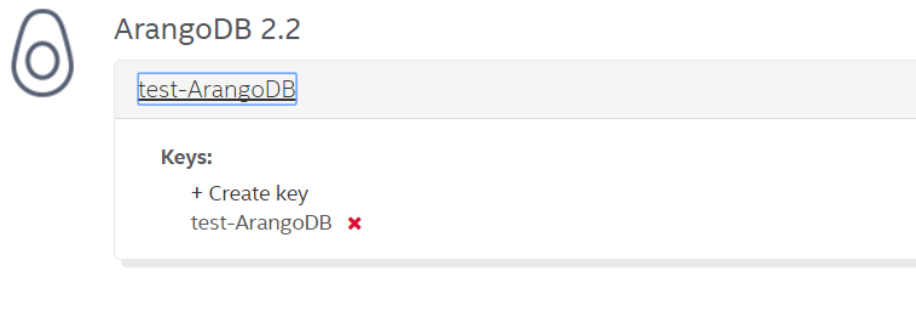 ArangoDB 2.2
test-ArangoDB
Keys:
+ Create key
test-ArangoDB ✖